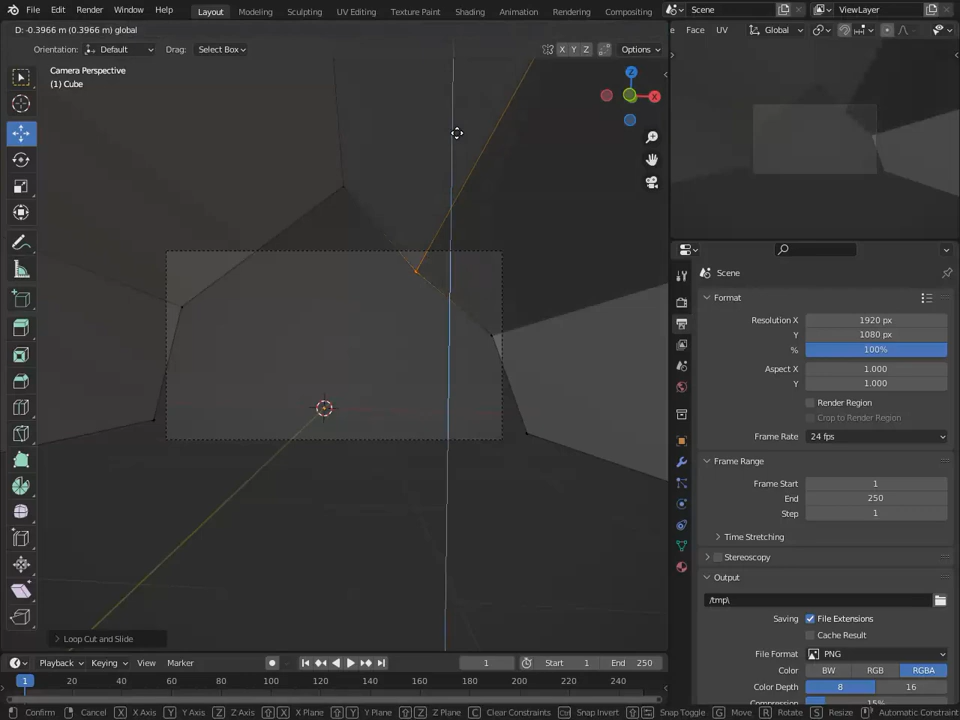 File Edit Render Window Help Layout Modeling Sculpting UV Editing Texture Paint Shading Animation Rendering Compositing Scene ViewLayer
D: -0.3966 m (0.3966 m) global
e Face UV Global
Orientation: Default Drag: Select Box X Y Z Options
Camera Perspective
(1) Cube
Z
X
Scene
Format
Resolution X 1920 px
Y 1080 px
% 100%
Aspect X 1.000
Y 1.000
Render Region
Crop to Render Region
Frame Rate 24 fps
Frame Range
Frame Start 1
End 250
Step 1
Time Stretching
Stereoscopy
Output
/tmp\
Saving File Extensions
Cache Result
File Format PNG
Color BW RGB RGBA
Color Depth 8 16
Compression 15%
Loop Cut and Slide
Playback Keying View Marker 1 Start 1 End 250
1 20 40 60 80 100 120 140 160 180 200 220 240
Confirm Cancel X X Axis Y Y Axis Z Z Axis X X Plane Y Y Plane Z Z Plane C Clear Constraints Snap Invert Snap Toggle G Move R Rotate S Resize Automatic Constraint